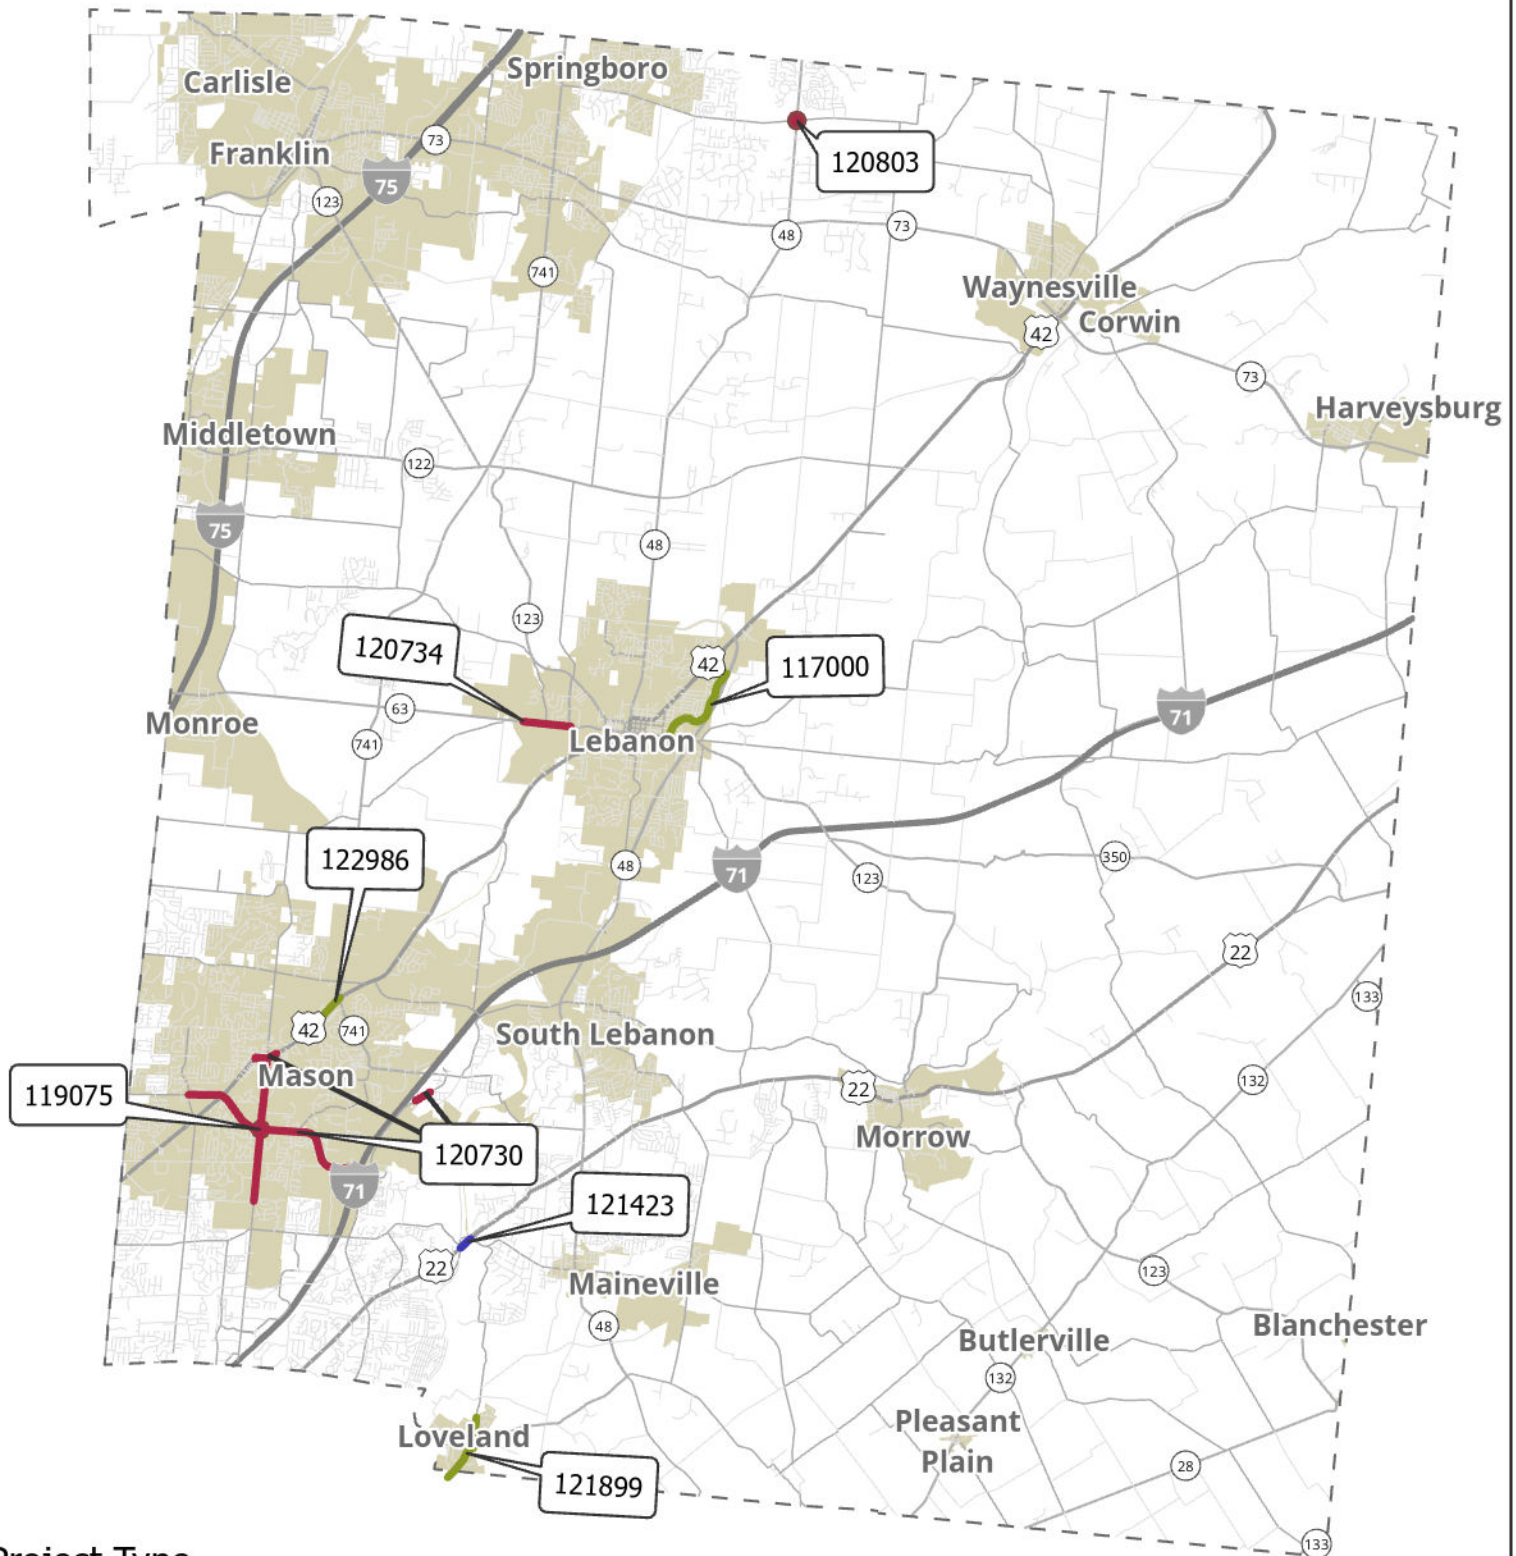 Springboro
Carlisle
73
120803
Franklin
75
123
48
73
741
Waynesville
Corwin
42
73
Harveysburg
Middletown
122
75
48
123
120734
42
117000
63
71
Monroe
741
Lebanon
122986
48
71
350
123
22
133
42
741
South Lebanon
Mason
119075
22
132
Morrow
120730
71
121423
22
123
Maineville
48
Butlerville
Blanchester
132
Loveland
Pleasant
Plain
28
121899
133
Project Type